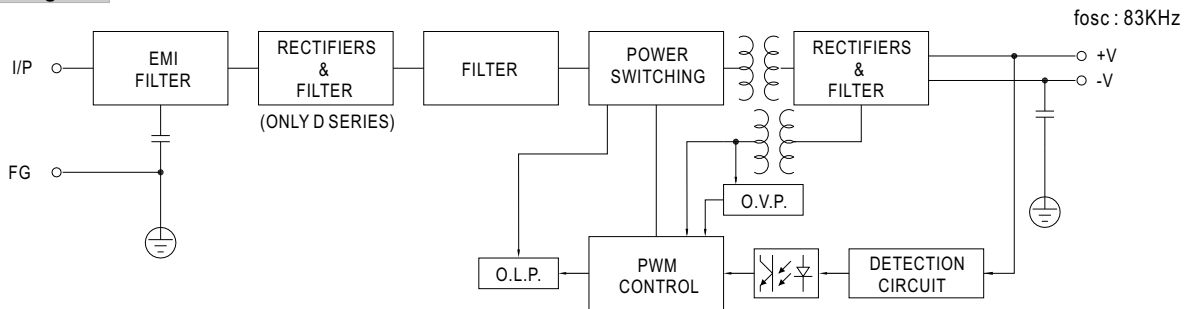 fosc : 83KHz
I/P
EMI
FILTER
RECTIFIERS
&
FILTER
(ONLY D SERIES)
FILTER
POWER
SWITCHING
RECTIFIERS
&
FILTER
+V
-V
FG
O.V.P.
O.L.P.
PWM
CONTROL
DETECTION
CIRCUIT